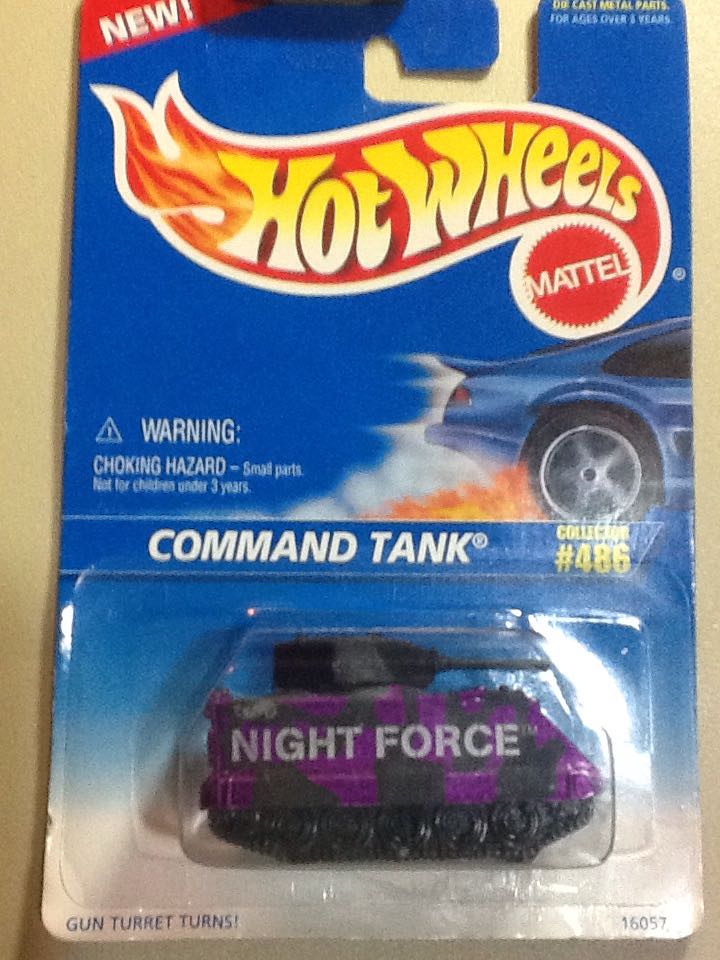 NEW!
DIE CAST METAL PARTS.
FOR AGES OVER 3 YEARS.
HOT WHEELS
MATTEL
®
⚠ WARNING:
CHOKING HAZARD – Small parts.
Not for children under 3 years.
COMMAND TANK®
COLLECTOR
#486
NIGHT FORCE™
GUN TURRET TURNS!
16057